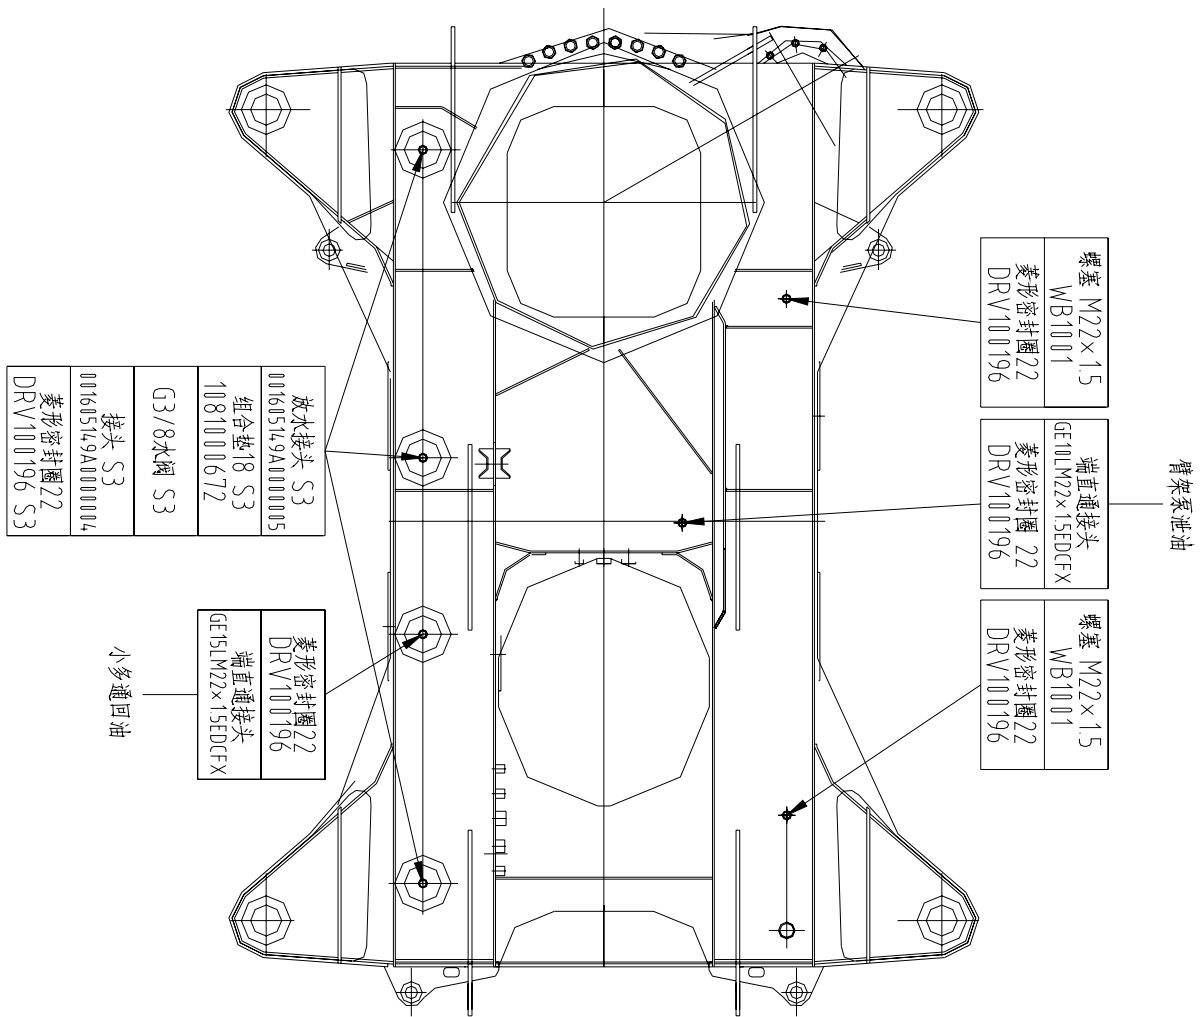 螺塞 M22×1.5
WB1001
菱形密封圈22
DRV100196
臂架泵泄油
端直通接头
GE10LM22×1.5EDCFX
菱形密封圈 22
DRV100196
螺塞 M22×1.5
WB1001
菱形密封圈22
DRV100196
放水接头 S3
001605149A0000005
组合垫18 S3
1081000672
G3/8水阀 S3
接头 S3
001605149A0000004
菱形密封圈22
DRV100196 S3
菱形密封圈22
DRV100196
端直通接头
GE15LM22×1.5EDCFX
小多通回油